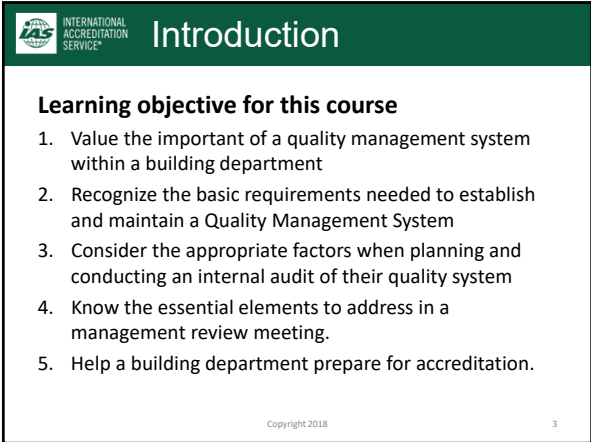 iAS
INTERNATIONAL
ACCREDITATION
SERVICE®
Introduction
Learning objective for this course
1. Value the important of a quality management system
within a building department
2. Recognize the basic requirements needed to establish
and maintain a Quality Management System
3. Consider the appropriate factors when planning and
conducting an internal audit of their quality system
4. Know the essential elements to address in a
management review meeting.
5. Help a building department prepare for accreditation.
Copyright 2018
3